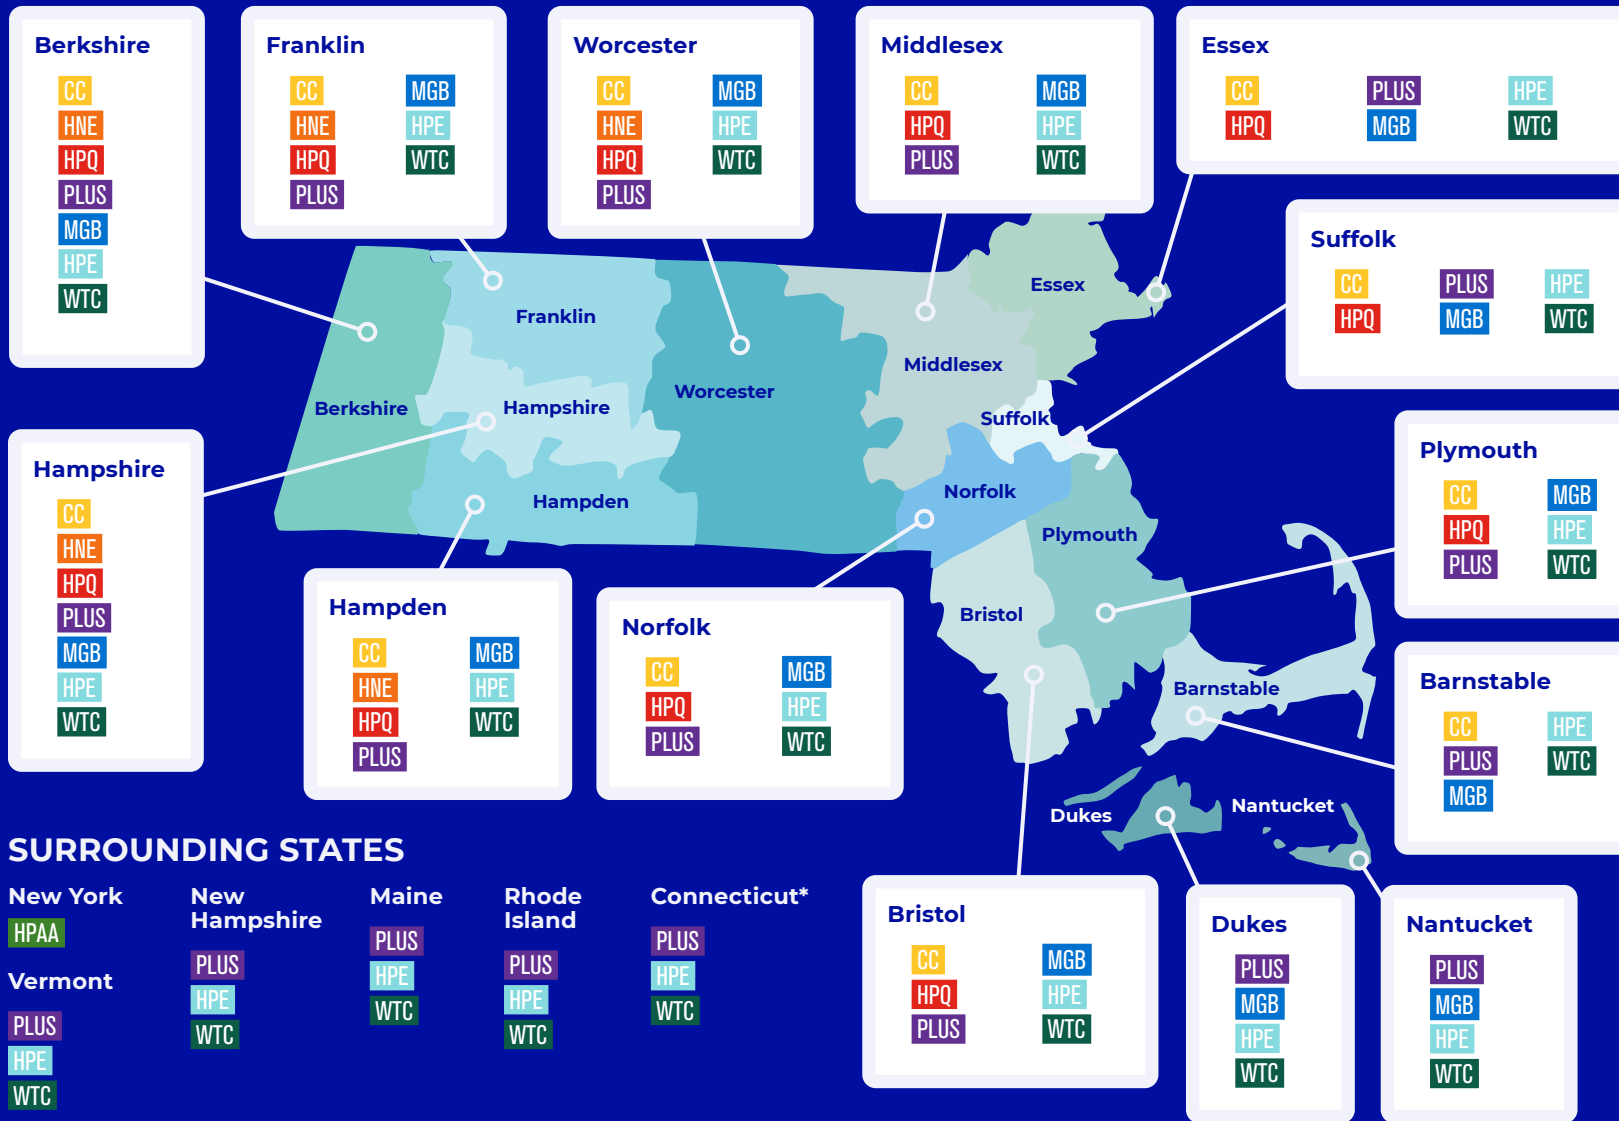 Berkshire
CC
HNE
HPQ
PLUS
MGB
HPE
WTC
Franklin
CC
HNE
HPQ
PLUS
MGB
HPE
WTC
Worcester
CC
HNE
HPQ
PLUS
MGB
HPE
WTC
Middlesex
CC
HPQ
PLUS
MGB
HPE
WTC
Essex
CC
HPQ
PLUS
MGB
HPE
WTC
Suffolk
CC
HPQ
PLUS
MGB
HPE
WTC
Essex
Franklin
Middlesex
Worcester
Berkshire
Hampshire
Suffolk
Hampden
Norfolk
Plymouth
Bristol
Barnstable
Dukes
Nantucket
Hampshire
CC
HNE
HPQ
PLUS
MGB
HPE
WTC
Hampden
CC
HNE
HPQ
PLUS
MGB
HPE
WTC
Norfolk
CC
HPQ
PLUS
MGB
HPE
WTC
Plymouth
CC
HPQ
PLUS
MGB
HPE
WTC
Barnstable
CC
PLUS
MGB
HPE
WTC
Bristol
CC
HPQ
PLUS
MGB
HPE
WTC
Dukes
PLUS
MGB
HPE
WTC
Nantucket
PLUS
MGB
HPE
WTC
SURROUNDING STATES
New York
HPAA
Vermont
PLUS
HPE
WTC
New
Hampshire
PLUS
HPE
WTC
Maine
PLUS
HPE
WTC
Rhode
Island
PLUS
HPE
WTC
Connecticut*
PLUS
HPE
WTC